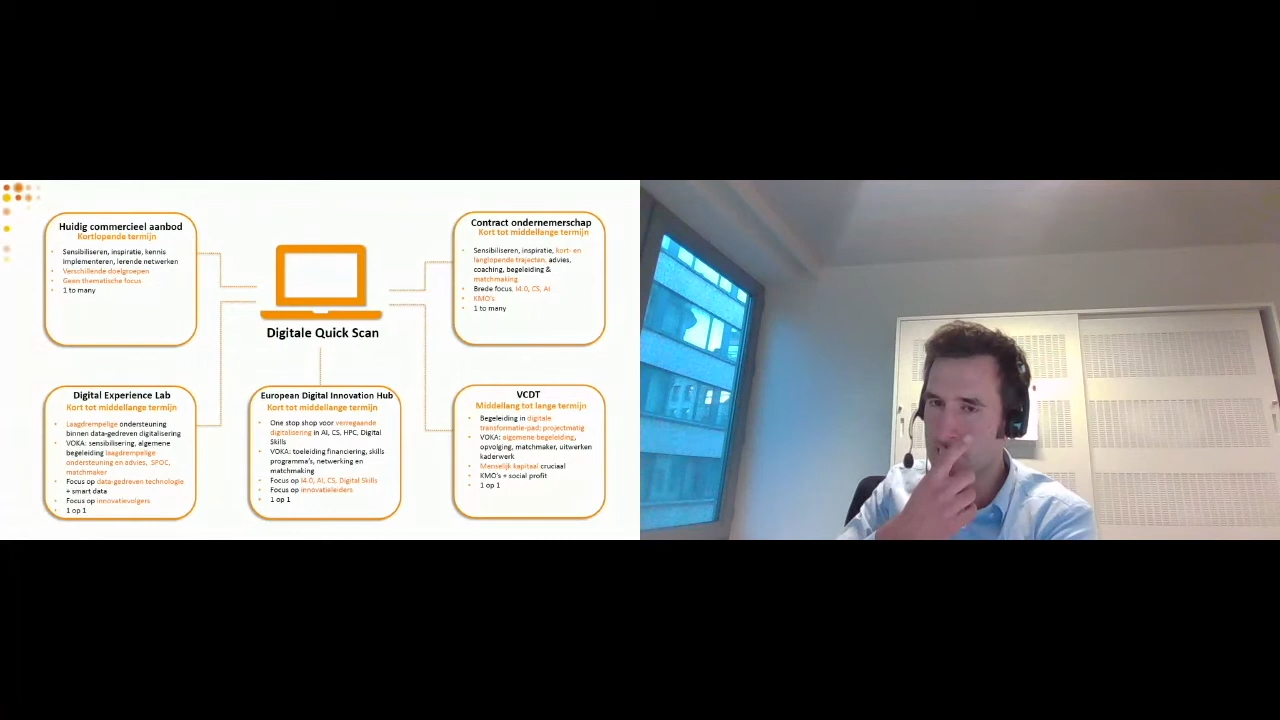 Huidig commercieel aanbod
Kortlopende termijn
Sensibiliseren, inspiratie, kennis
implementeren, lerende netwerken
Verschillende doelgroepen
Geen thematische focus
1 to many
Contract ondernemerschap
Kort tot middellange termijn
Sensibiliseren, inspiratie, kort- en
langlopende trajecten, advies,
coaching, begeleiding &
matchmaking
Brede focus, I4.0, CS, AI
KMO's
1 to many
Digitale Quick Scan
Digital Experience Lab
Kort tot middellange termijn
Laagdrempelige ondersteuning
binnen data-gedreven digitalisering
VOKA: sensibilisering, algemene
begeleiding laagdrempelige
ondersteuning en advies, SPOC,
matchmaker
Focus op data-gedreven technologie
+ smart data
Focus op innovatievolgers
1 op 1
European Digital Innovation Hub
Kort tot middellange termijn
One stop shop voor verregaande
digitalisering in AI, CS, HPC, Digital
Skills
VOKA: toeleiding financiering, skills
programma's, netwerking en
matchmaking
Focus op I4.0, AI, CS, Digital Skills
Focus op innovatieleiders
1 op 1
VCDT
Middellang tot lange termijn
Begeleiding in digitale
transformatie-pad: projectmatig
VOKA: algemene begeleiding,
opvolging, matchmaker, uitwerken
kaderwerk
Menselijk kapitaal cruciaal
KMO's + social profit
1 op 1